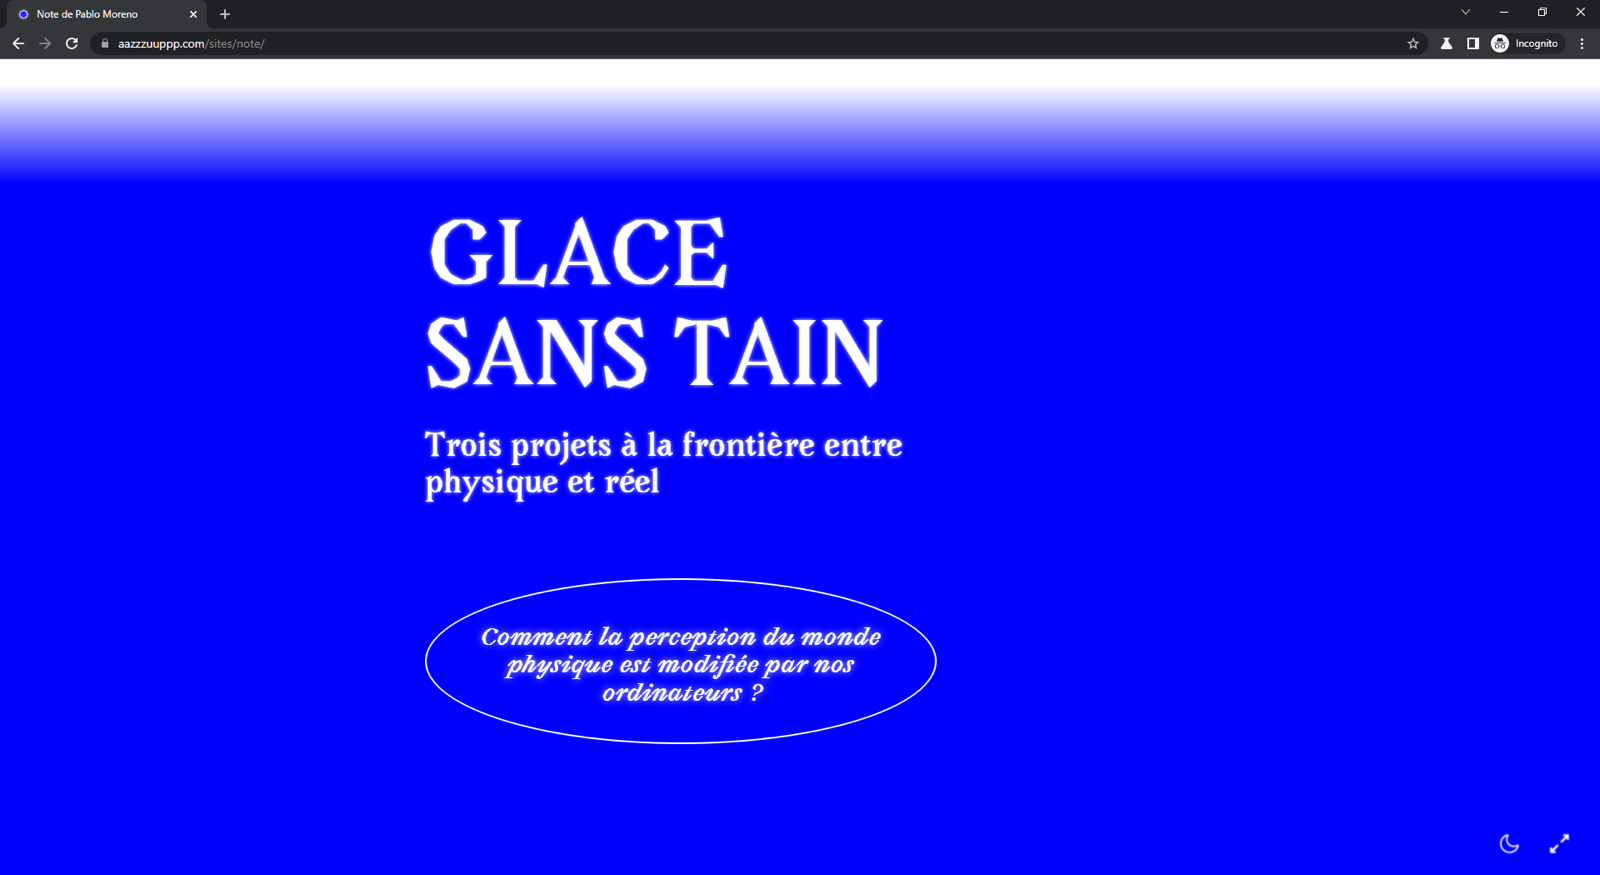 Note de Pablo Moreno
aazzzuuppp.com/sites/note/
Incognito
GLACE
SANS TAIN
Trois projets à la frontière entre
physique et réel
Comment la perception du monde
physique est modifiée par nos
ordinateurs ?